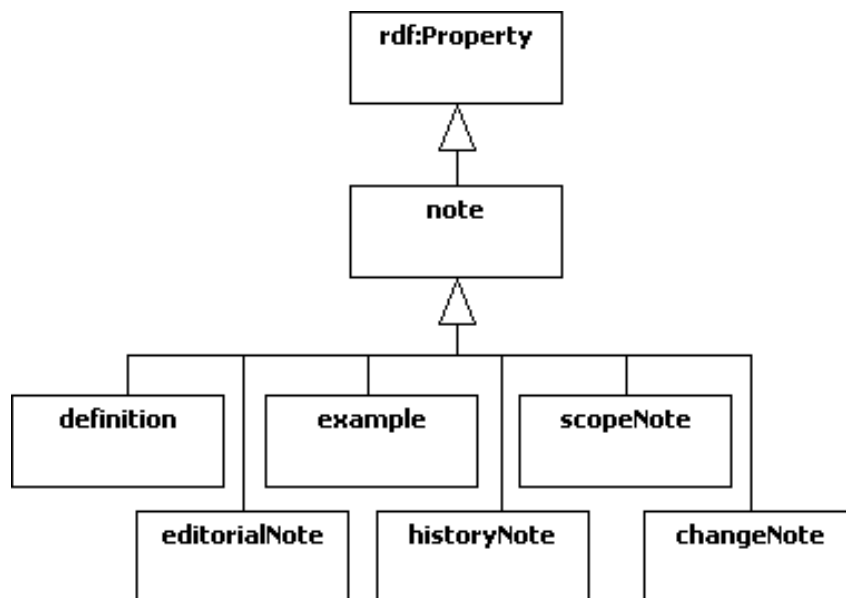 rdf:Property
note
definition
example
scopeNote
editorialNote
historyNote
changeNote